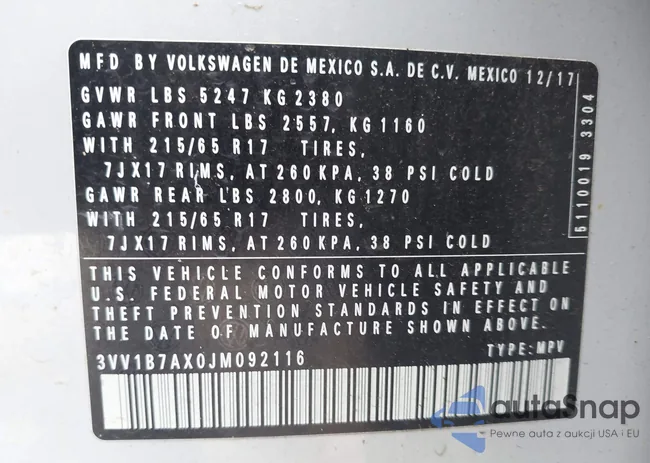 MFD BY VOLKSWAGEN DE MEXICO S.A. DE C.V. MEXICO 12/17
GVWR LBS 5247 KG 2380
GAWR FRONT LBS 2557, KG 1160
WITH 215/65 R17 TIRES,
7JX17 RIMS, AT 260 KPA, 38 PSI COLD
GAWR REAR LBS 2800, KG 1270
WITH 215/65 R17 TIRES,
7JX17 RIMS, AT 260 KPA, 38 PSI COLD
5110019 3304
THIS VEHICLE CONFORMS TO ALL APPLICABLE
U.S. FEDERAL MOTOR VEHICLE SAFETY AND
THEFT PREVENTION STANDARDS IN EFFECT ON
THE DATE OF MANUFACTURE SHOWN ABOVE.
3VV1B7AX0JM092116 TYPE: MPV
autaSnap
Pewne auta z aukcji USA i EU